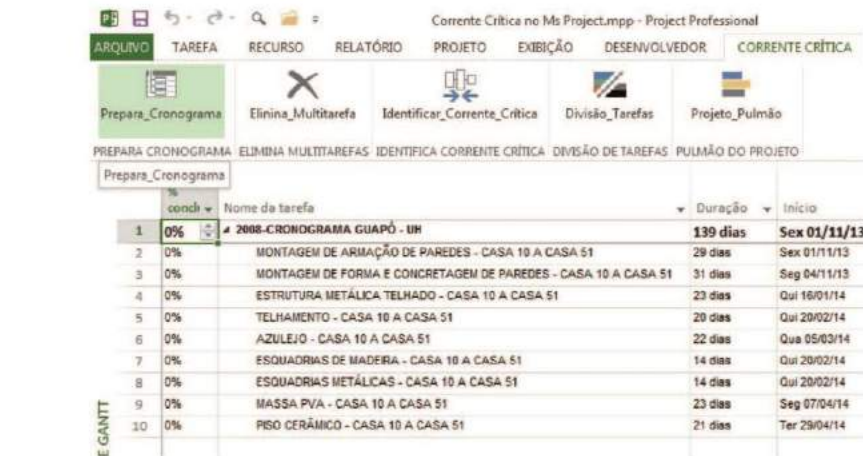 Corrente Crítica no Ms Project.mpp - Project Professional
ARQUIVO TAREFA RECURSO RELATÓRIO PROJETO EXIBIÇÃO DESENVOLVEDOR CORRENTE CRÍTICA
Prepara_Cronograma Elinina_Multitarefa Identificar_Corrente_Crítica Divisão_Tarefas Projeto_Pulmão
PREPARA CRONOGRAMA ELIMINA MULTITAREFAS IDENTIFICA CORRENTE CRÍTICA DIVISÃO DE TAREFAS PULMÃO DO PROJETO
Prepara_Cronograma
%
conclı Nome da tarefa Duração Início
1 0% 2008-CRONOGRAMA GUAPÓ - UH 139 dias Sex 01/11/13
2 0% MONTAGEM DE ARMAÇÃO DE PAREDES - CASA 10 A CASA 51 29 dias Sex 01/11/13
3 0% MONTAGEM DE FORMA E CONCRETAGEM DE PAREDES - CASA 10 A CASA 51 31 dias Seg 04/11/13
4 0% ESTRUTURA METÁLICA TELHADO - CASA 10 A CASA 51 23 dias Qui 16/01/14
5 0% TELHAMENTO - CASA 10 A CASA 51 20 dias Qui 20/02/14
6 0% AZULEJO - CASA 10 A CASA 51 22 dias Qua 05/03/14
7 0% ESQUADRIAS DE MADEIRA - CASA 10 A CASA 51 14 dias Qui 20/02/14
8 0% ESQUADRIAS METÁLICAS - CASA 10 A CASA 51 14 dias Qui 20/02/14
9 0% MASSA PVA - CASA 10 A CASA 51 23 dias Seg 07/04/14
10 0% PISO CERÂMICO - CASA 10 A CASA 51 21 dias Ter 29/04/14
E GANTT